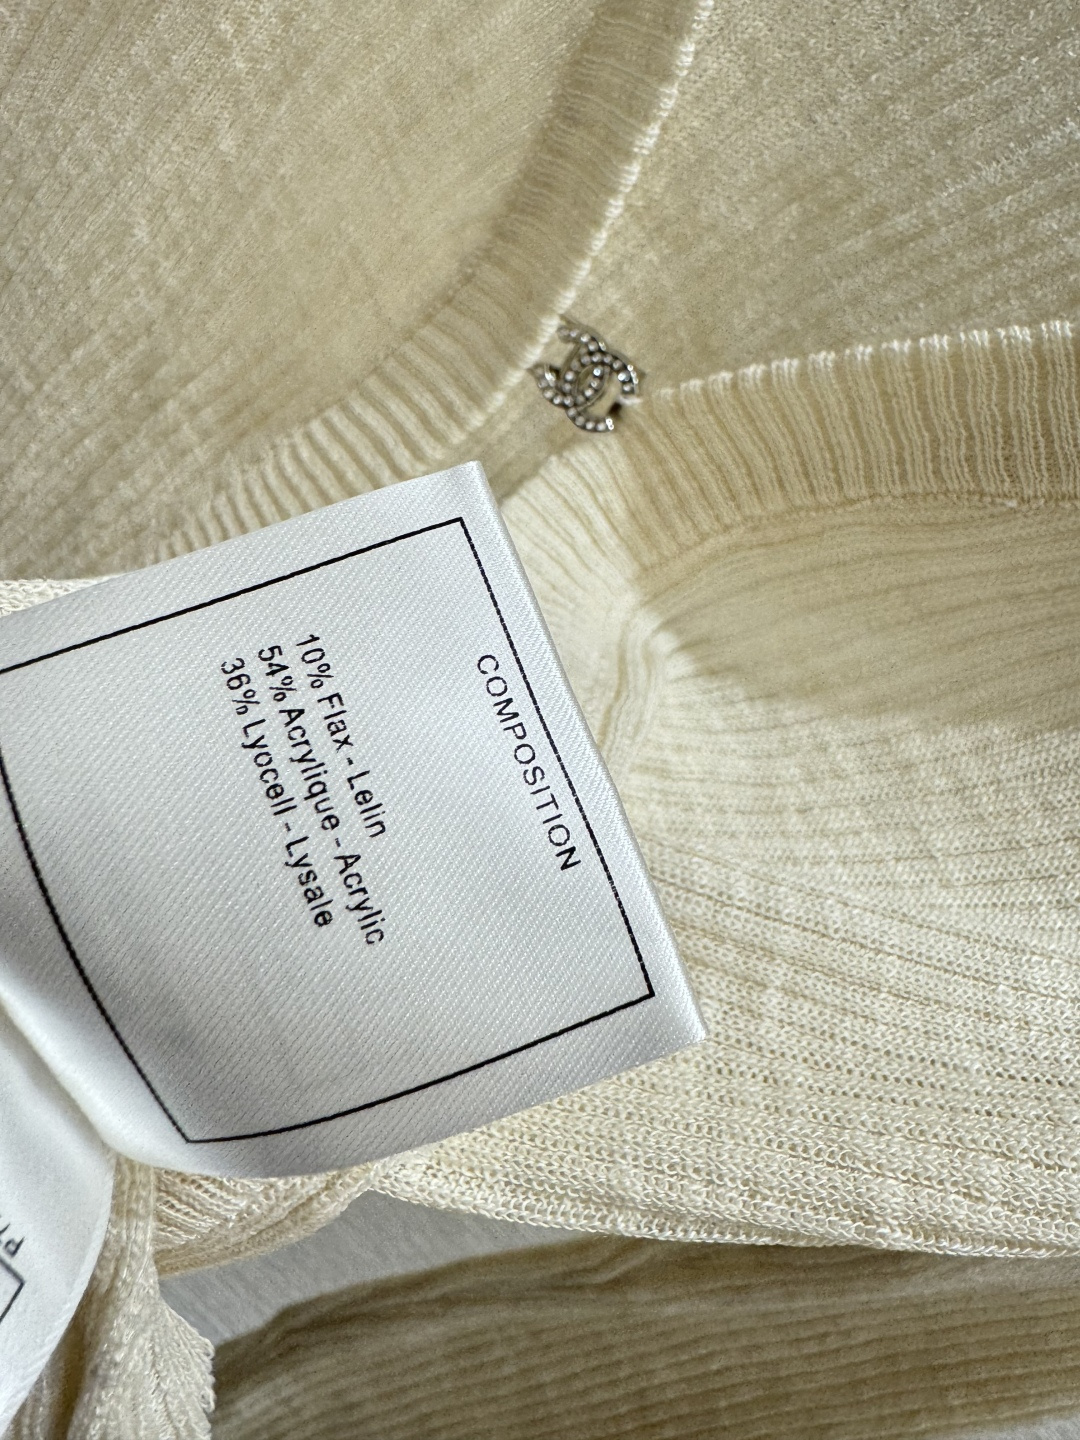 COMPOSITION
10% Flax - Lelin
54% Acrylique - Acrylic
36% Lyocell - Lysale